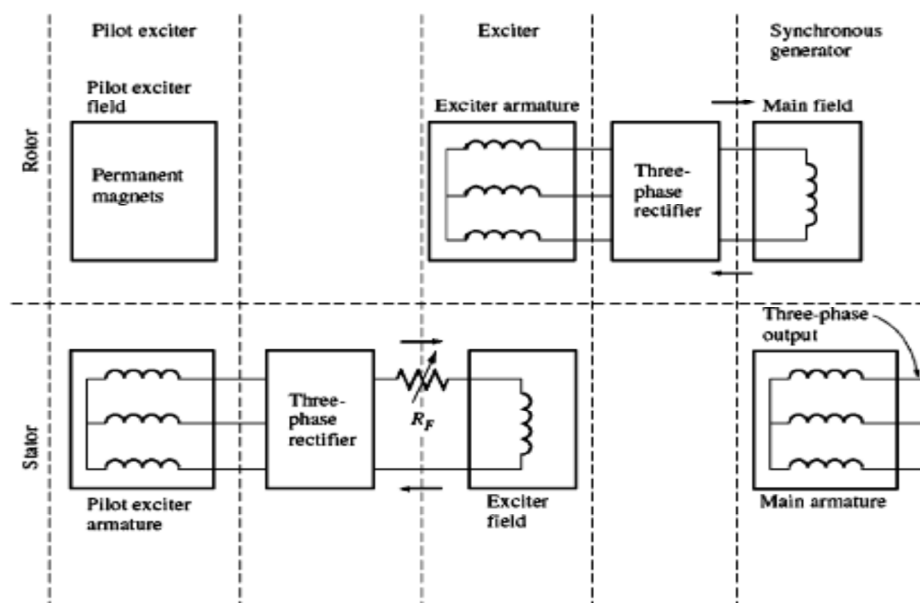 Pilot exciter
Exciter
Synchronous
generator
Rotor
Pilot exciter
field
Permanent
magnets
Exciter armature
Three-
phase
rectifier
Main field
Stator
Three-
phase
rectifier
R_F
Three-phase
output
Pilot exciter
armature
Exciter
field
Main armature